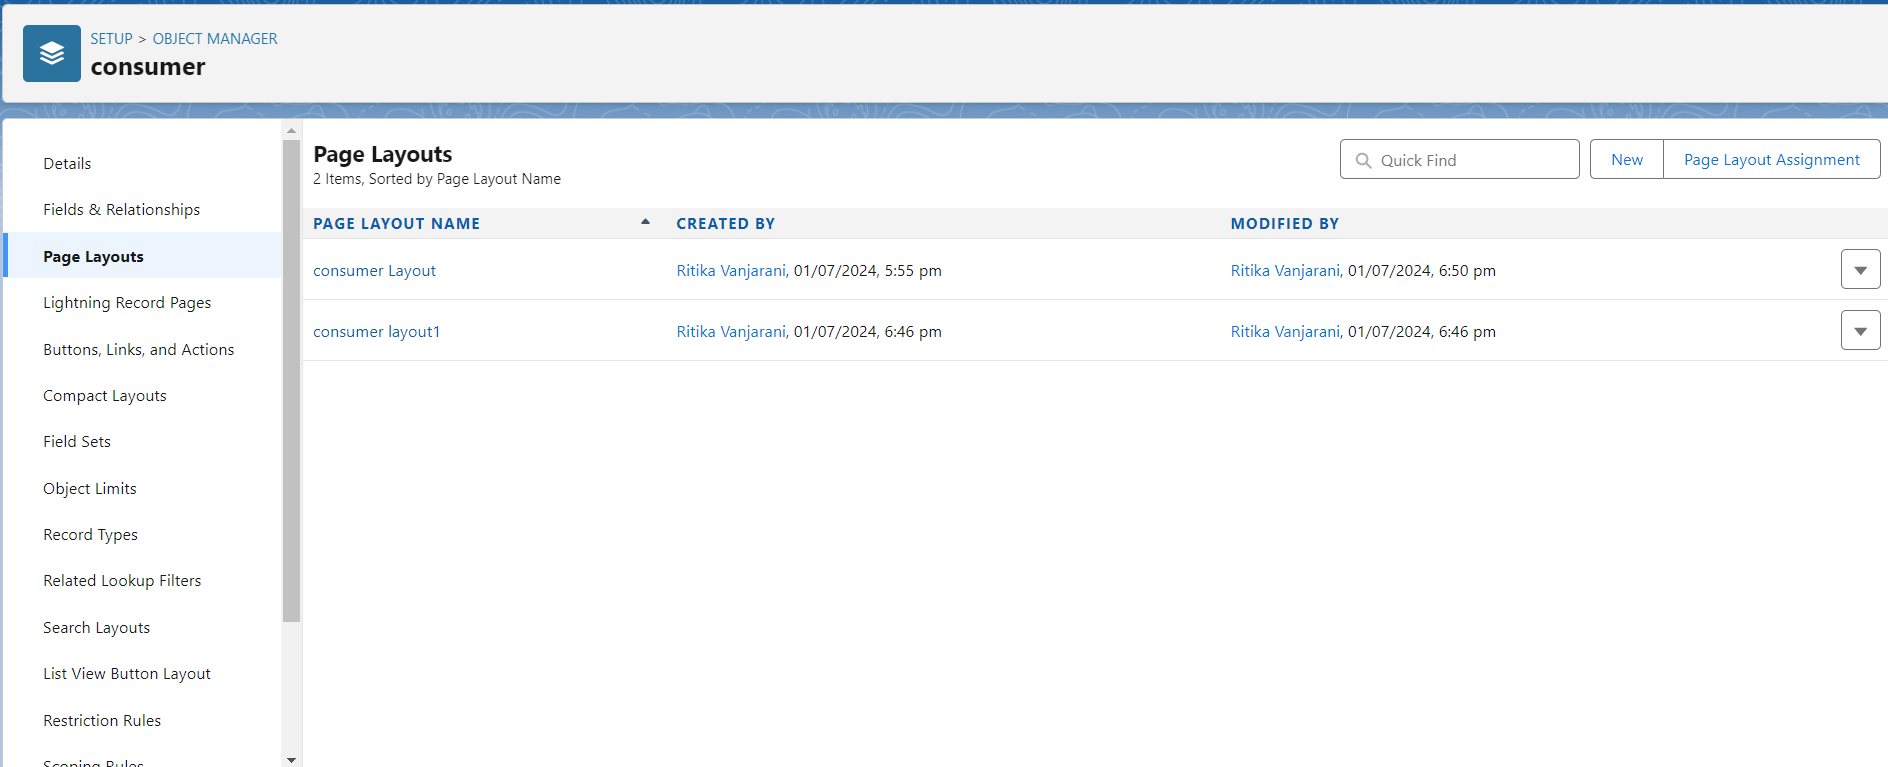 SETUP > OBJECT MANAGER
consumer
Details
Fields & Relationships
Page Layouts
Lightning Record Pages
Buttons, Links, and Actions
Compact Layouts
Field Sets
Object Limits
Record Types
Related Lookup Filters
Search Layouts
List View Button Layout
Restriction Rules
Scoping Rules
Page Layouts
2 Items, Sorted by Page Layout Name
Quick Find
New
Page Layout Assignment
PAGE LAYOUT NAME CREATED BY MODIFIED BY
consumer Layout Ritika Vanjarani, 01/07/2024, 5:55 pm Ritika Vanjarani, 01/07/2024, 6:50 pm
consumer layout1 Ritika Vanjarani, 01/07/2024, 6:46 pm Ritika Vanjarani, 01/07/2024, 6:46 pm